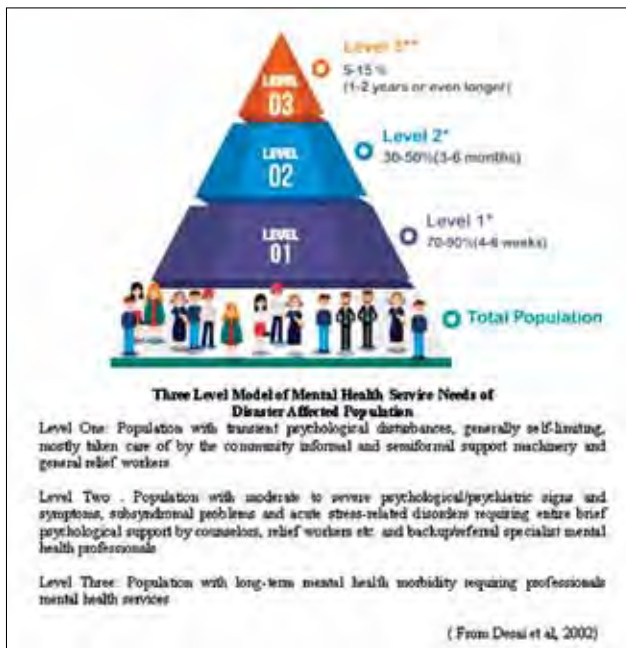 Level 3**
5-15 %
(1-2 years or even longer(
LEVEL
03
Level 2*
30-50%(3-6 months)
LEVEL
02
Level 1*
70-90%(4-6 weeks)
LEVEL
01
Total Population
Three Level Model of Mental Health Service Needs of
Disaster Affected Population
Level One: Population with transient psychological disturbances, generally self-limiting,
mostly taken care of by the community informal and semiformal support machinery and
general relief workers
Level Two . Population with moderate to severe psychological/psychiatric signs and
symptoms, subsyndromal problems and acute stress-related disorders requiring entire brief
psychological support by counselors, relief workers etc. and backup/referral specialist mental
health professionals
Level Three: Population with long-term mental health morbidity requiring professionals
mental health services
( From Desai et al, 2002)